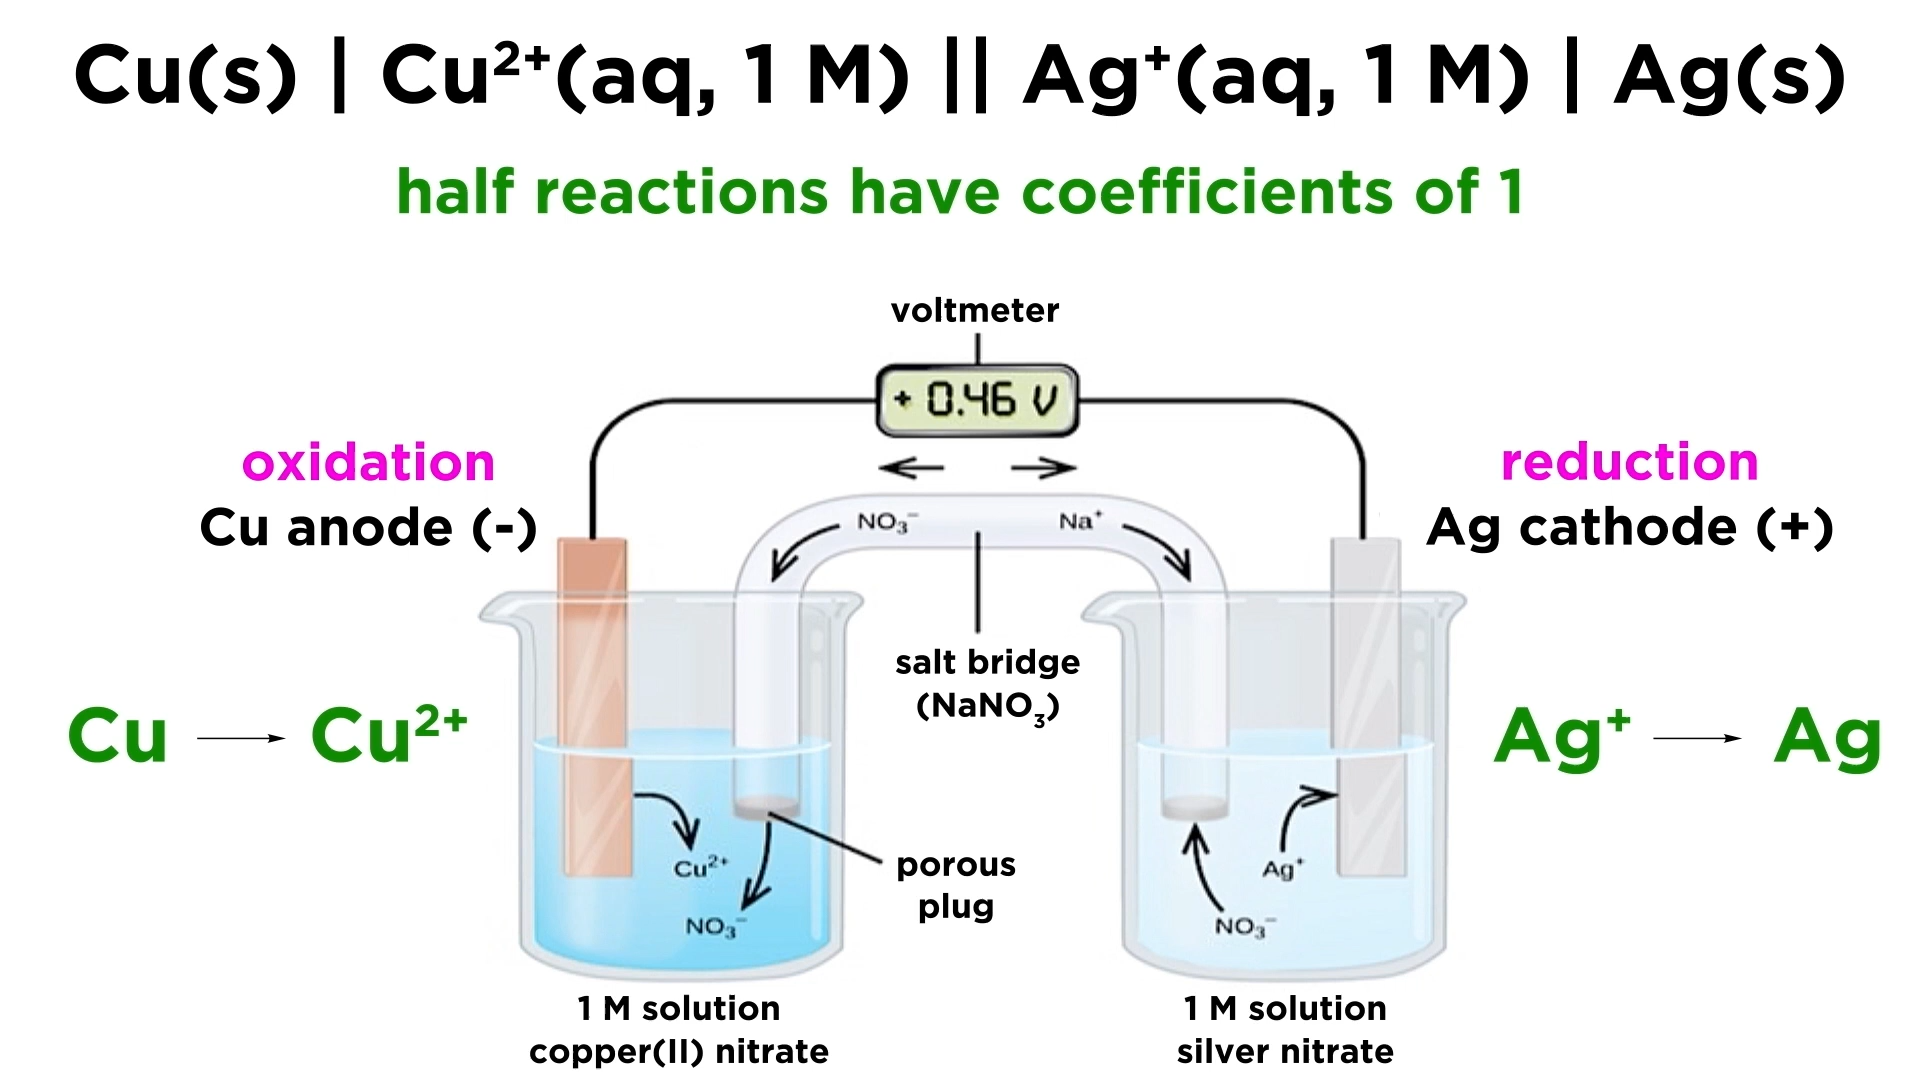 Cu(s) | Cu²⁺(aq, 1 M) || Ag⁺(aq, 1 M) | Ag(s)
half reactions have coefficients of 1
voltmeter
+ 0.46 V
oxidation
Cu anode (-)
reduction
Ag cathode (+)
NO₃⁻
Na⁺
salt bridge
(NaNO₃)
Cu → Cu²⁺
Ag⁺ → Ag
Cu²⁺
NO₃⁻
porous
plug
Ag⁺
NO₃⁻
1 M solution
copper(II) nitrate
1 M solution
silver nitrate